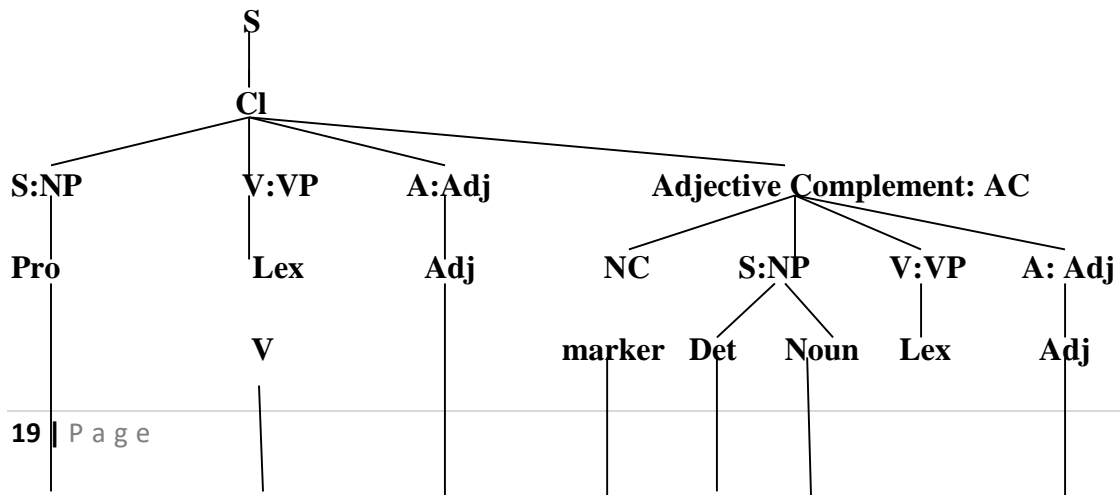 S
Cl
S:NP V:VP A:Adj Adjective Complement: AC
Pro Lex Adj NC S:NP V:VP A: Adj
V marker Det Noun Lex Adj
19 | Page